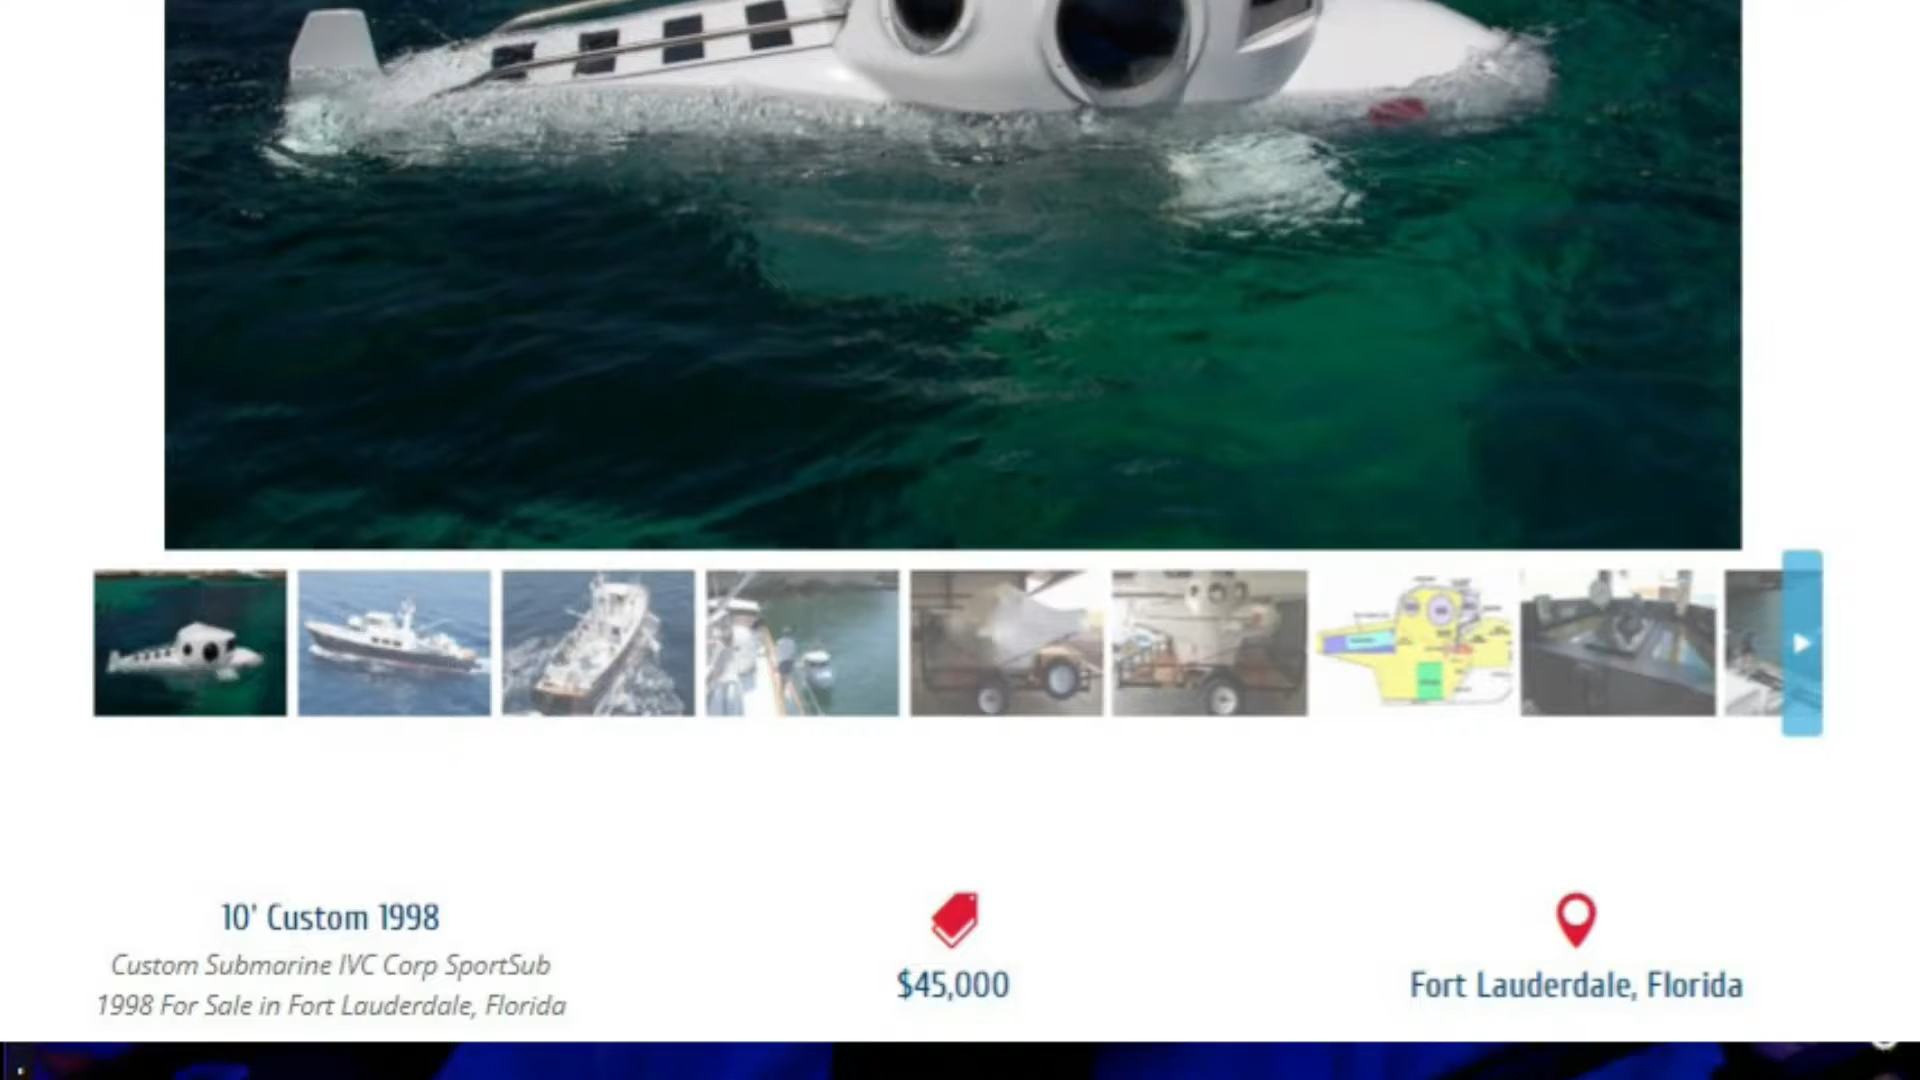 10' Custom 1998
Custom Submarine IVC Corp SportSub
1998 For Sale in Fort Lauderdale, Florida
$45,000
Fort Lauderdale, Florida